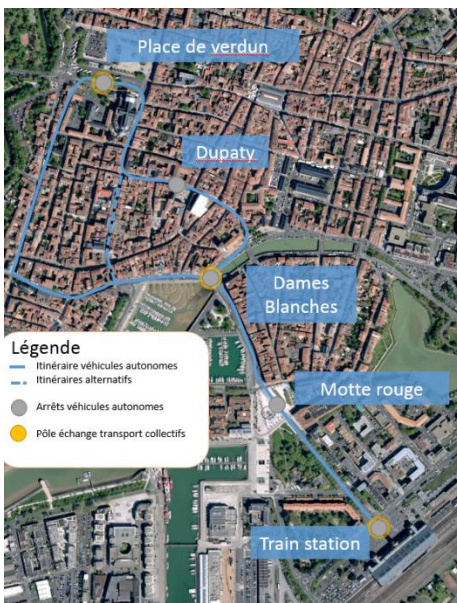 Place de verdun
Dupaty
Dames
Blanches
Motte rouge
Légende
Itinéraire véhicules autonomes
Itinéraires alternatifs
Arrêts véhicules autonomes
Pôle échange transport collectifs
Train station